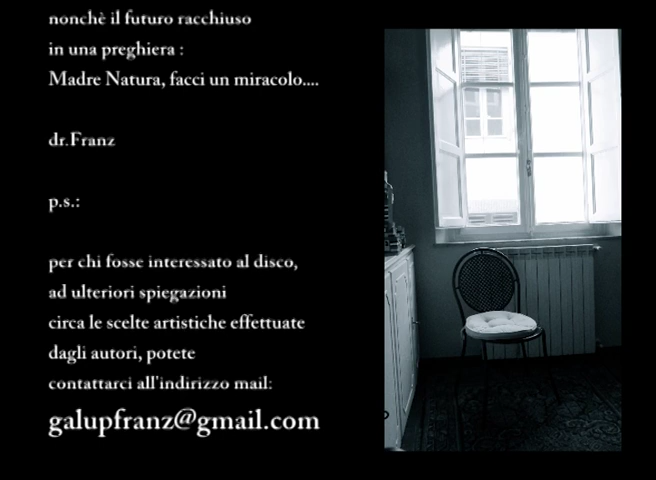 nonchè il futuro racchiuso
in una preghiera :
Madre Natura, facci un miracolo....
dr.Franz
p.s.:
per chi fosse interessato al disco,
ad ulteriori spiegazioni
circa le scelte artistiche effettuate
dagli autori, potete
contattarci all'indirizzo mail:
galupfranz@gmail.com